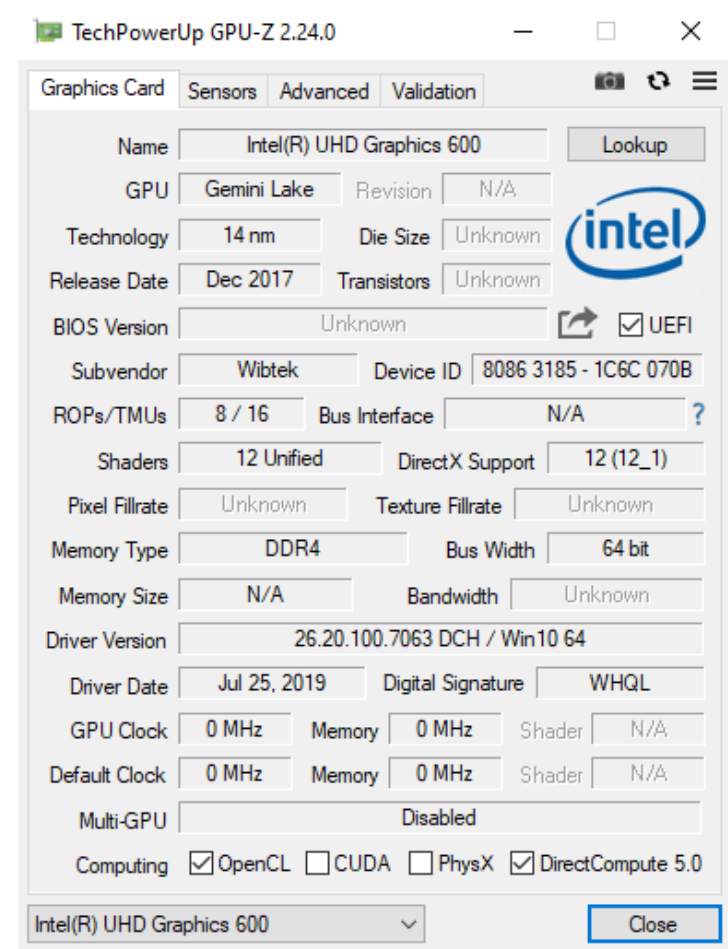 TechPowerUp GPU-Z 2.24.0
Graphics Card Sensors Advanced Validation
Name Intel(R) UHD Graphics 600 Lookup
GPU Gemini Lake Revision N/A
intel
Technology 14 nm Die Size Unknown
Release Date Dec 2017 Transistors Unknown
BIOS Version Unknown UEFI
Subvendor Wibtek Device ID 8086 3185 - 1C6C 070B
ROPs/TMUs 8 / 16 Bus Interface N/A ?
Shaders 12 Unified DirectX Support 12 (12_1)
Pixel Fillrate Unknown Texture Fillrate Unknown
Memory Type DDR4 Bus Width 64 bit
Memory Size N/A Bandwidth Unknown
Driver Version 26.20.100.7063 DCH / Win10 64
Driver Date Jul 25, 2019 Digital Signature WHQL
GPU Clock 0 MHz Memory 0 MHz Shader N/A
Default Clock 0 MHz Memory 0 MHz Shader N/A
Multi-GPU Disabled
Computing OpenCL CUDA PhysX DirectCompute 5.0
Intel(R) UHD Graphics 600 Close